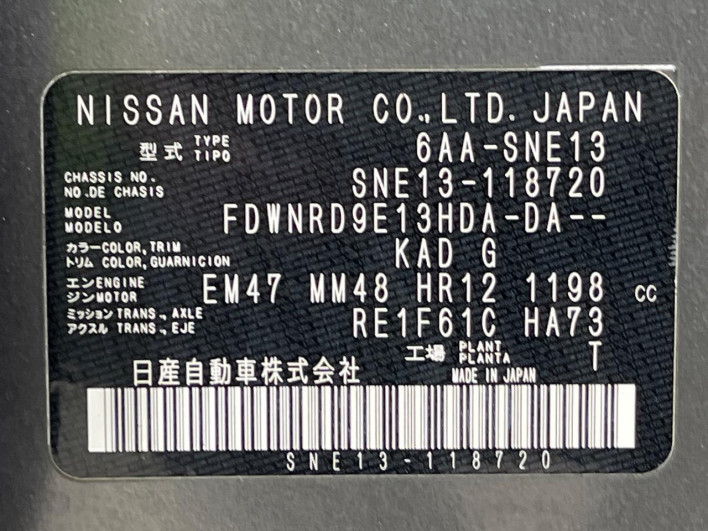 NISSAN MOTOR CO.,LTD. JAPAN
型式 TYPE TIPO 6AA-SNE13
CHASSIS NO. NO.DE CHASIS SNE13-118720
MODEL MODELO FDWNRD9E13HDA-DA--
カラー COLOR,TRIM トリム COLOR,GUARNICION KAD G
エンジン ENGINE MOTOR EM47 MM48 HR12 1198 cc
ミッション TRANS., AXLE アクスル TRANS., EJE RE1F61C HA73
工場 PLANT PLANTA T
日産自動車株式会社 MADE IN JAPAN
SNE13-118720